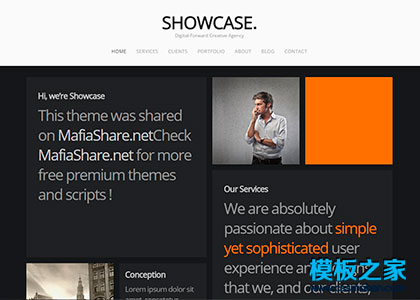 SHOWCASE.
Digital-Forward Creative Agency
HOME SERVICES CLIENTS PORTFOLIO ABOUT BLOG CONTACT
Hi, we're Showcase
This theme was shared
on MafiaShare.netCheck
MafiaShare.net for more
free premium themes
and scripts !
Our Services
We are absolutely
passionate about simple
yet sophisticated user
experience and
that we, and our clients,
Conception
Lorem ipsum dolor sit
amet, consectetur
模板之家